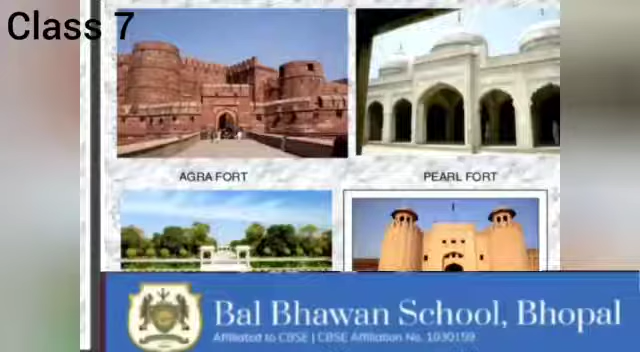 Class 7
AGRA FORT
PEARL FORT
Bal Bhawan School, Bhopal
Affiliated to CBSE | CBSE Affiliation No. 1030159